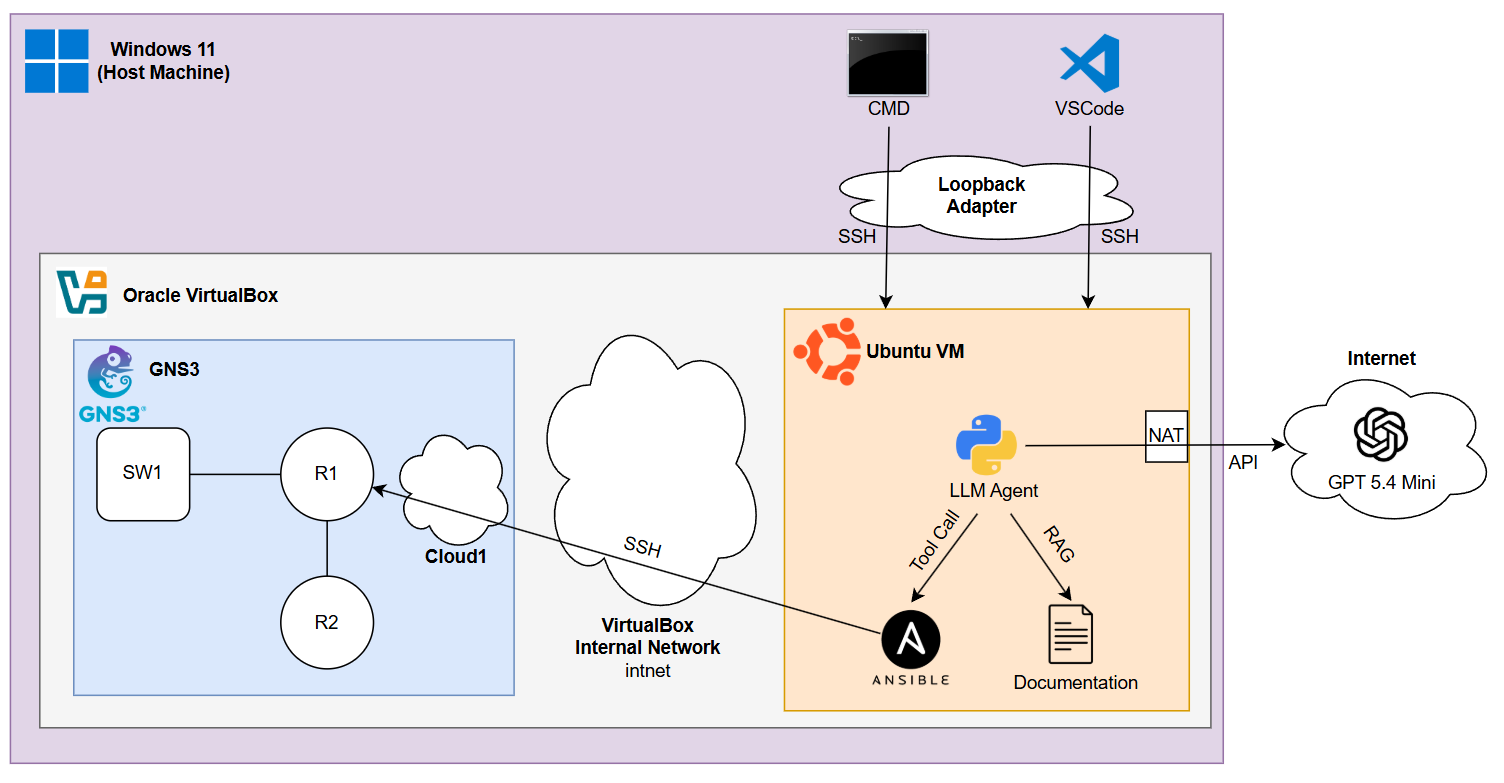 Windows 11
(Host Machine)
CMD
VSCode
Loopback
Adapter
SSH
SSH
Oracle VirtualBox
GNS3
GNS3®
SW1
R1
R2
Cloud1
SSH
VirtualBox
Internal Network
intnet
Ubuntu VM
LLM Agent
Tool Call
RAG
ANSIBLE
Documentation
NAT
API
Internet
GPT 5.4 Mini